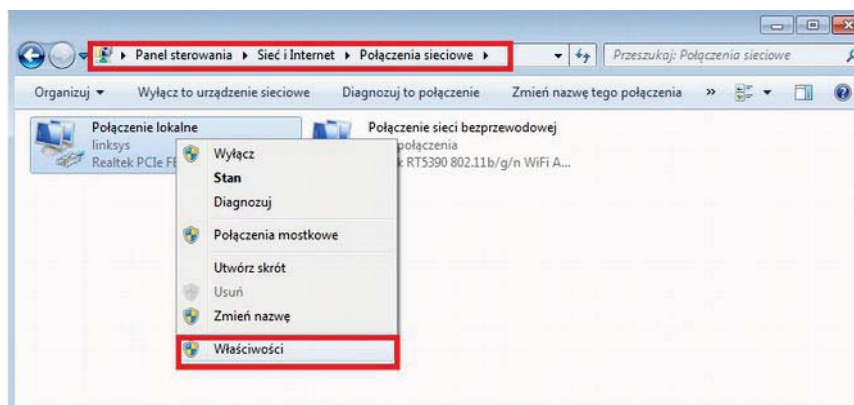 Panel sterowania Sieć i Internet Połączenia sieciowe
Przeszukaj: Połączenia sieciowe
Organizuj Wyłącz to urządzenie sieciowe Diagnozuj to połączenie Zmień nazwę tego połączenia »
Połączenie lokalne
linksys
Realtek PCIe
Połączenie sieci bezprzewodowej
połączenia
RT5390 802.11b/g/n WiFi A...
Wyłącz
Stan
Diagnozuj
Połączenia mostkowe
Utwórz skrót
Usuń
Zmień nazwę
Właściwości